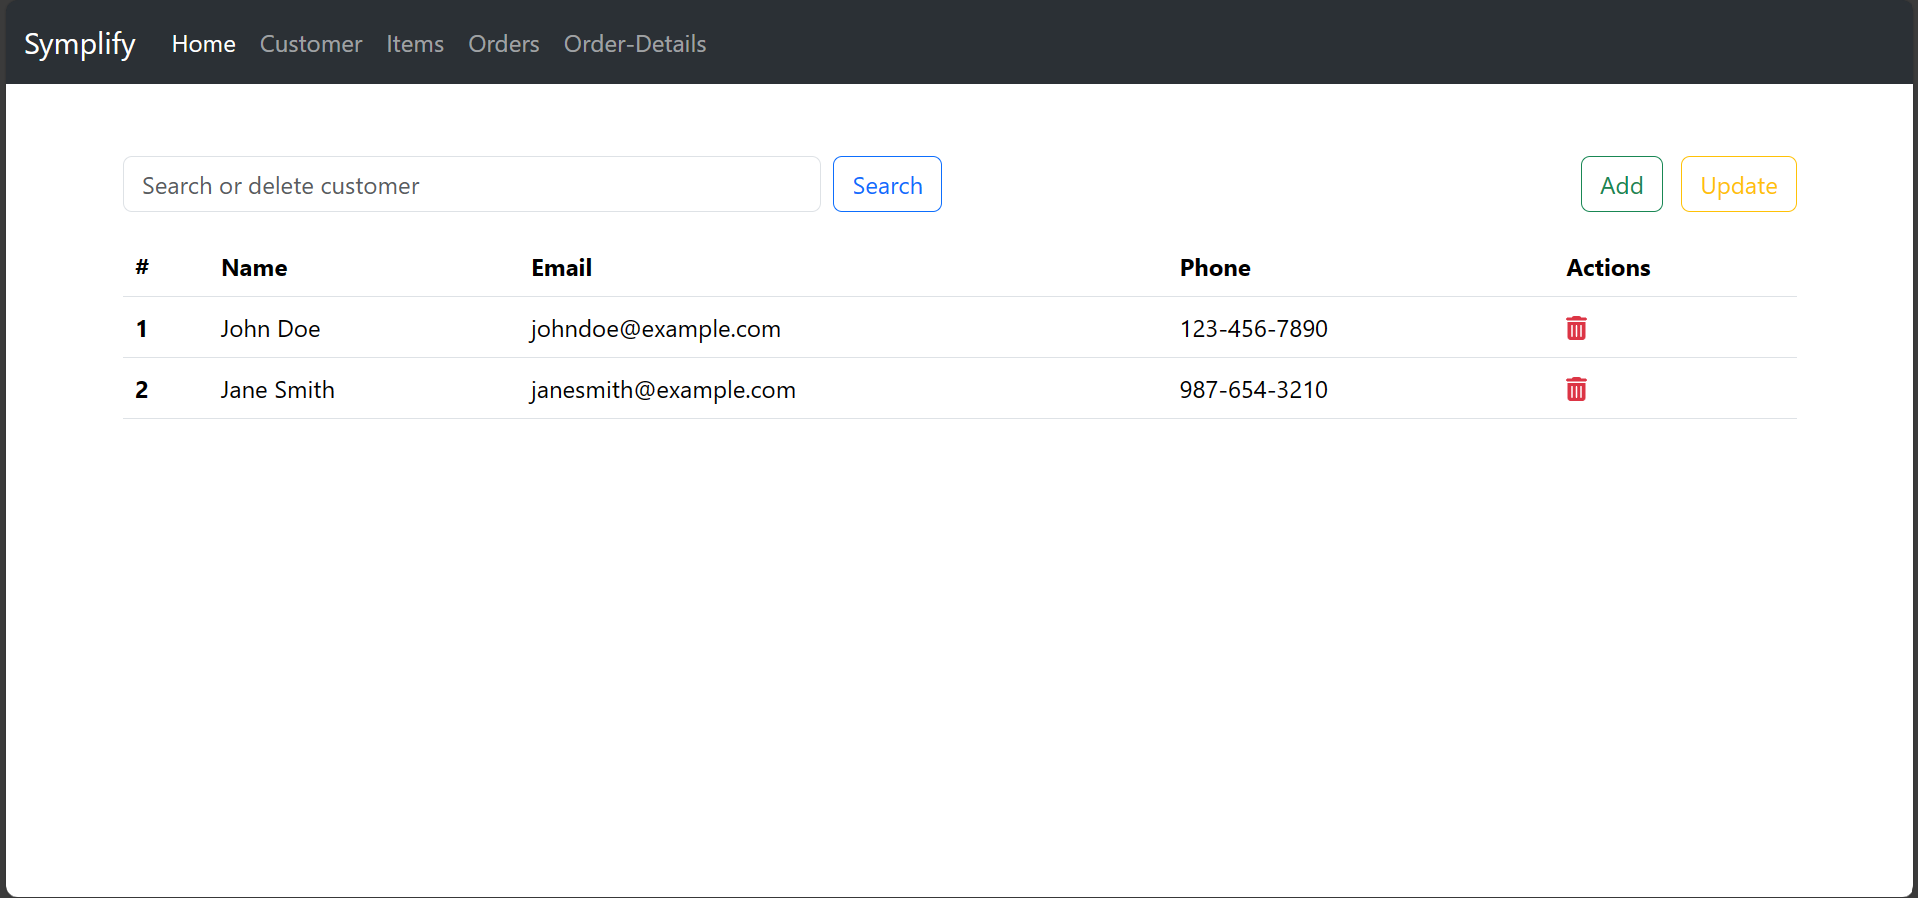 Symplify Home Customer Items Orders Order-Details
Search or delete customer Search Add Update
# Name Email Phone Actions
1 John Doe johndoe@example.com 123-456-7890
2 Jane Smith janesmith@example.com 987-654-3210